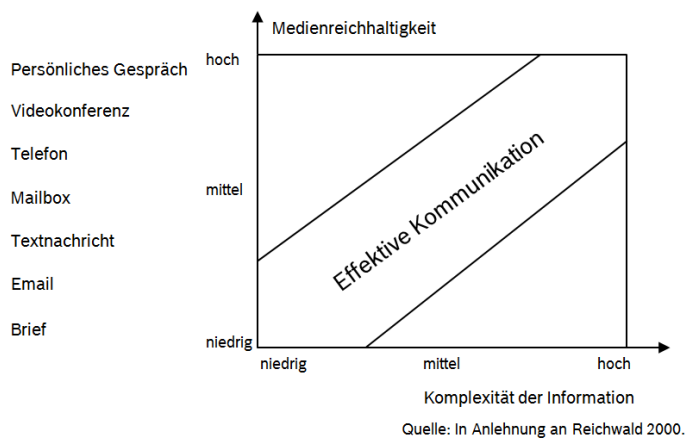 Medienreichhaltigkeit
hoch
Persönliches Gespräch
Videokonferenz
Telefon
mittel
Mailbox
Textnachricht
Email
Brief
niedrig
Effektive Kommunikation
niedrig mittel hoch
Komplexität der Information
Quelle: In Anlehnung an Reichwald 2000.